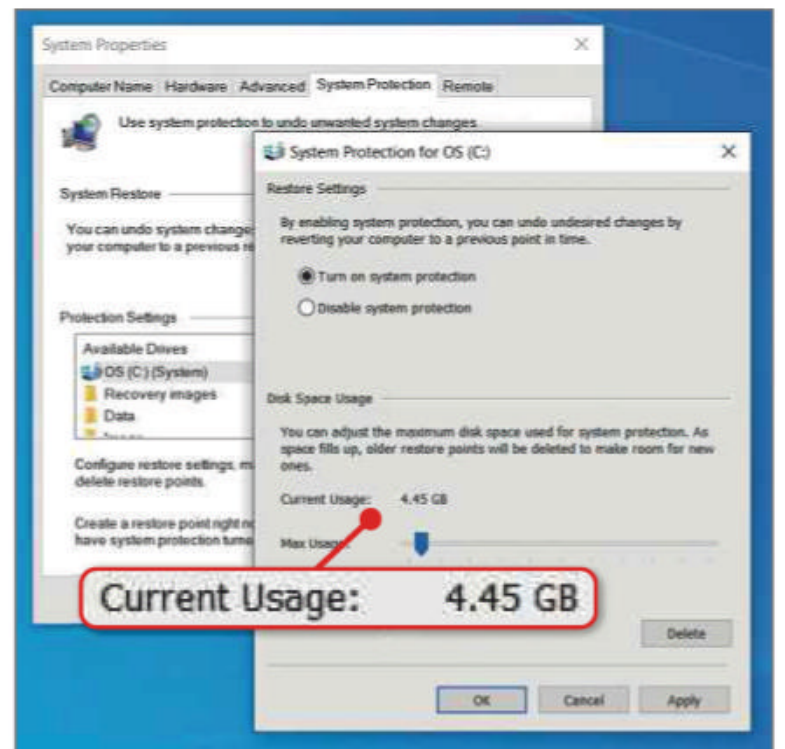 System Properties
Computer Name Hardware Advanced System Protection Remote
Use system protection to undo unwanted system changes
System Protection for OS (C:)
System Restore
You can undo system change
your computer to a previous re
Protection Settings
Available Drives
OS (C:) (System)
Recovery images
Data
Configure restore settings, m
delete restore points.
Create a restore point right no
have system protection turne
Restore Settings
By enabling system protection, you can undo undesired changes by
reverting your computer to a previous point in time.
Turn on system protection
Disable system protection
Disk Space Usage
You can adjust the maximum disk space used for system protection. As
space fills up, older restore points will be deleted to make room for new
ones.
Current Usage: 4.45 GB
Max Usage:
Current Usage: 4.45 GB
Delete
OK Cancel Apply